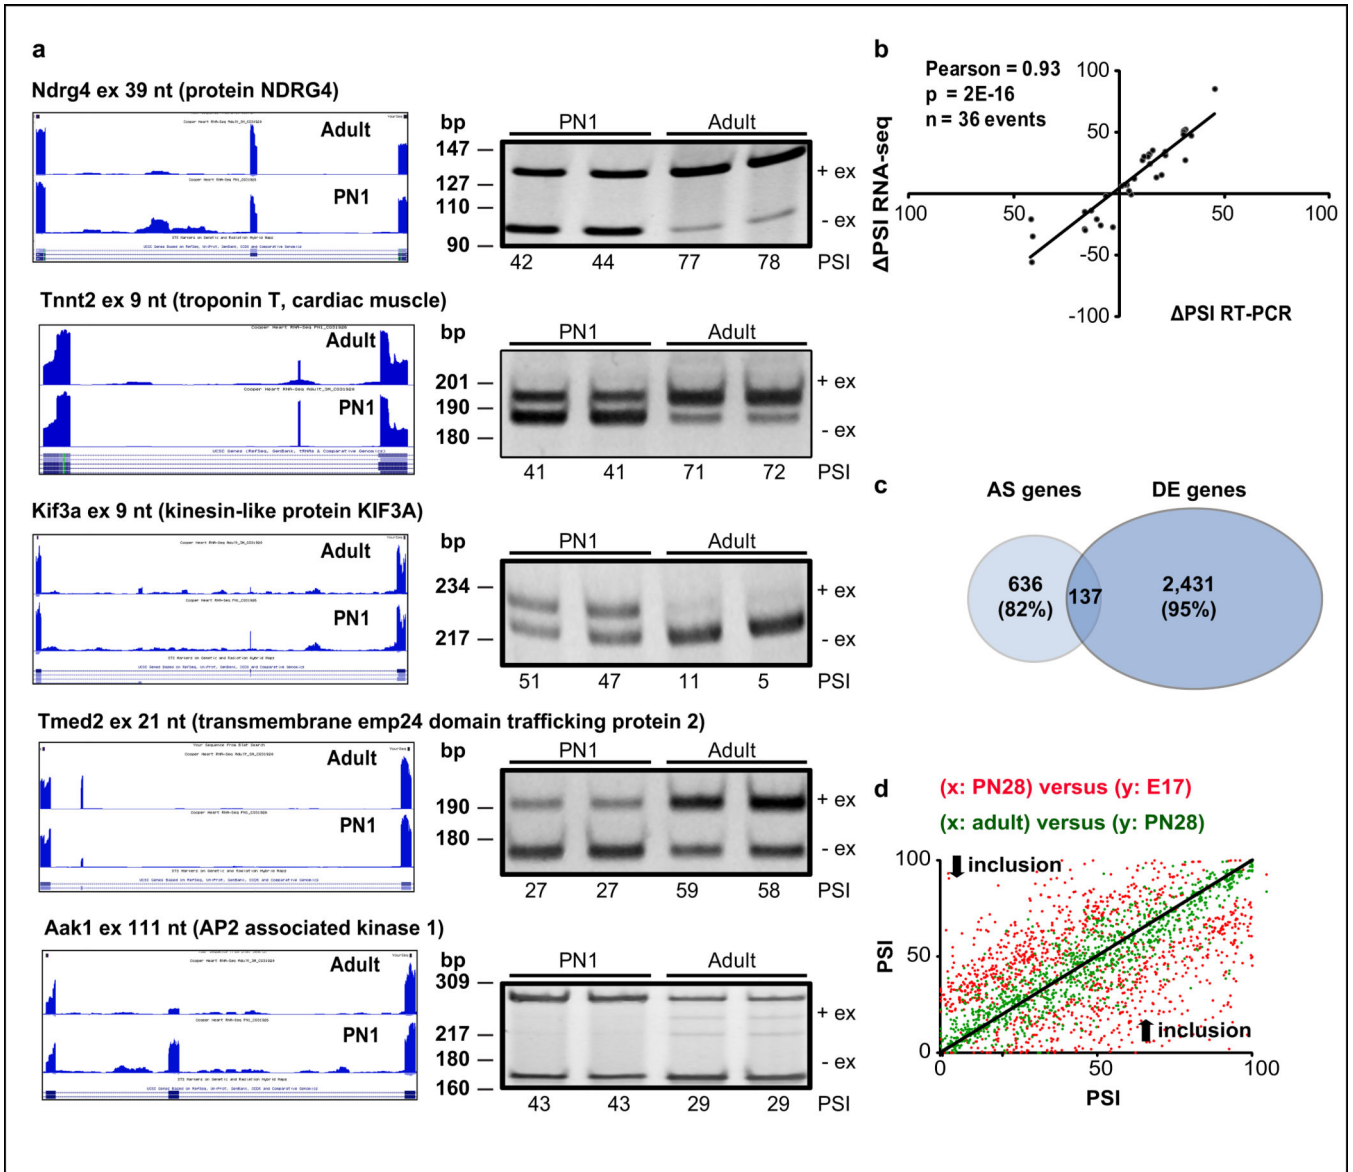 a
Ndrg4 ex 39 nt (protein NDRG4)
Adult
PN1
bp
PN1 Adult
147
127
110
90
+ ex
- ex
42 44 77 78 PSI
Tnnt2 ex 9 nt (troponin T, cardiac muscle)
Adult
PN1
PN1 Adult
201
190
180
+ ex
- ex
41 41 71 72 PSI
Kif3a ex 9 nt (kinesin-like protein KIF3A)
Adult
PN1
bp
PN1 Adult
234
217
+ ex
- ex
51 47 11 5 PSI
Tmed2 ex 21 nt (transmembrane emp24 domain trafficking protein 2)
Adult
PN1
bp
PN1 Adult
190
180
+ ex
- ex
27 27 59 58 PSI
Aak1 ex 111 nt (AP2 associated kinase 1)
Adult
PN1
bp
PN1 Adult
309
217
180
160
+ ex
- ex
43 43 29 29 PSI
b
Pearson = 0.93
p = 2E-16
n = 36 events
ΔPSI RNA-seq
100
50
100 50 50 100
-50
-100
ΔPSI RT-PCR
c
AS genes DE genes
636
(82%)
137
2,431
(95%)
d
(x: PN28) versus (y: E17)
(x: adult) versus (y: PN28)
100
inclusion
PSI
50
inclusion
0
0 50 100
PSI